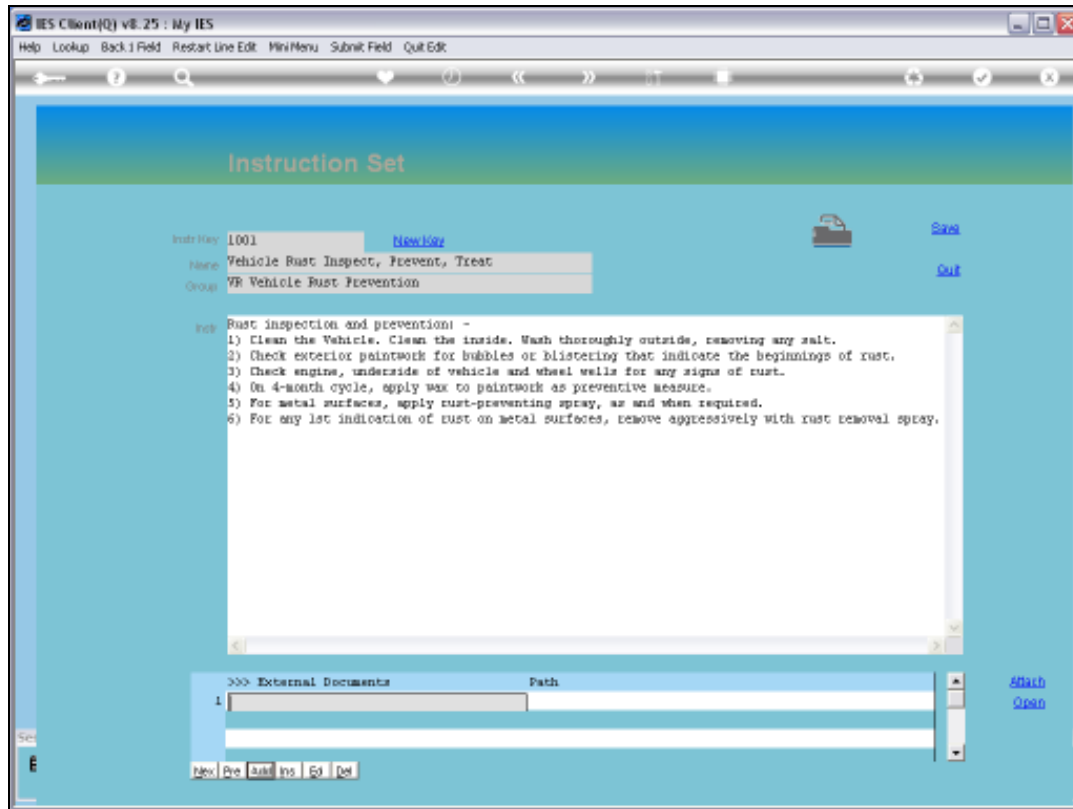 IES Client(Q) v8.25 : My IES
Help Lookup Back 1 Field Restart Line Edit MiniMenu Submit Field Quit Edit
Instruction Set
Instr Key 1001 New Key
Save
Name Vehicle Rust Inspect, Prevent, Treat
Quit
Group VR Vehicle Rust Prevention
Instr Rust inspection and prevention: -
1) Clean the Vehicle. Clean the inside. Wash thoroughly outside, removing any salt.
2) Check exterior paintwork for bubbles or blistering that indicate the beginnings of rust.
3) Check engine, underside of vehicle and wheel wells for any signs of rust.
4) On 4-month cycle, apply wax to paintwork as preventive measure.
5) For metal surfaces, apply rust-preventing spray, as and when required.
6) For any 1st indication of rust on metal surfaces, remove aggressively with rust removal spray.
>>> External Documents Path
Attach
1
Open
Nex Pre Add Ins Ed Del